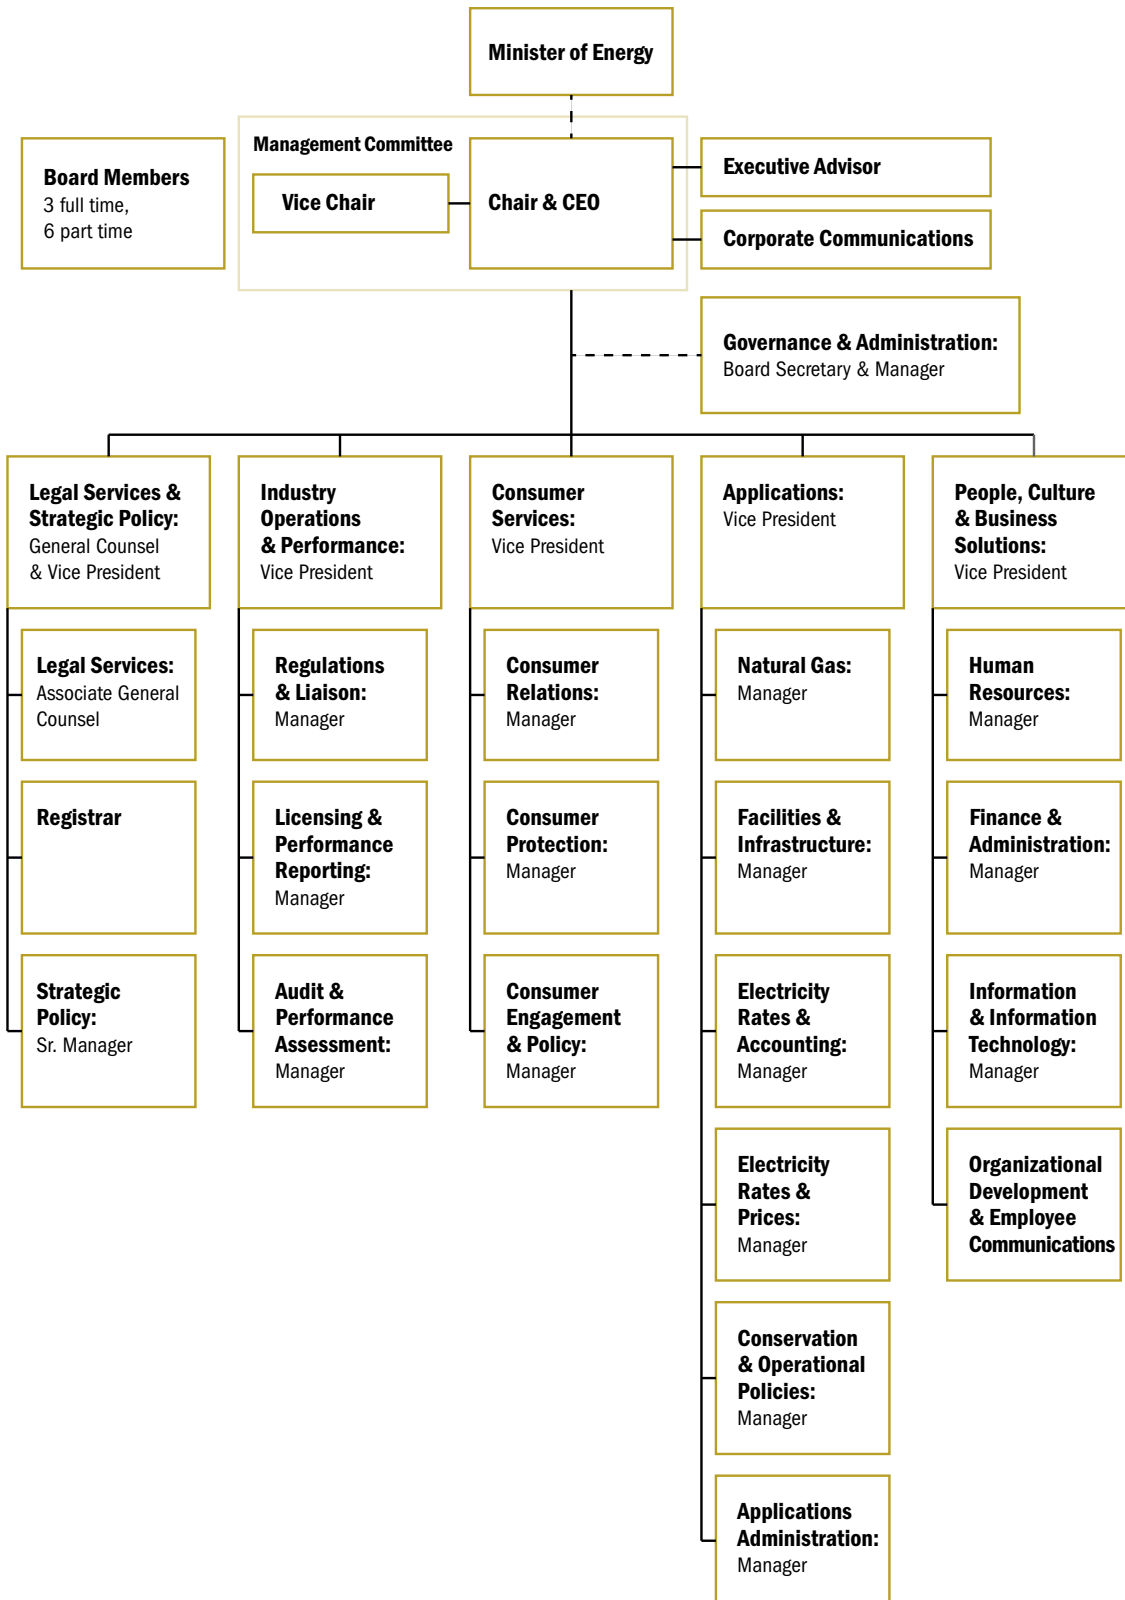 Minister of Energy
Management Committee
Board Members
3 full time,
6 part time
Vice Chair
Chair & CEO
Executive Advisor
Corporate Communications
Governance & Administration:
Board Secretary & Manager
Legal Services &
Strategic Policy:
General Counsel
& Vice President
Industry
Operations
& Performance:
Vice President
Consumer
Services:
Vice President
Applications:
Vice President
People, Culture
& Business
Solutions:
Vice President
Legal Services:
Associate General
Counsel
Registrar
Strategic
Policy:
Sr. Manager
Regulations
& Liaison:
Manager
Licensing &
Performance
Reporting:
Manager
Audit &
Performance
Assessment:
Manager
Consumer
Relations:
Manager
Consumer
Protection:
Manager
Consumer
Engagement
& Policy:
Manager
Natural Gas:
Manager
Facilities &
Infrastructure:
Manager
Electricity
Rates &
Accounting:
Manager
Electricity
Rates &
Prices:
Manager
Conservation
& Operational
Policies:
Manager
Applications
Administration:
Manager
Human
Resources:
Manager
Finance &
Administration:
Manager
Information
& Information
Technology:
Manager
Organizational
Development
& Employee
Communications